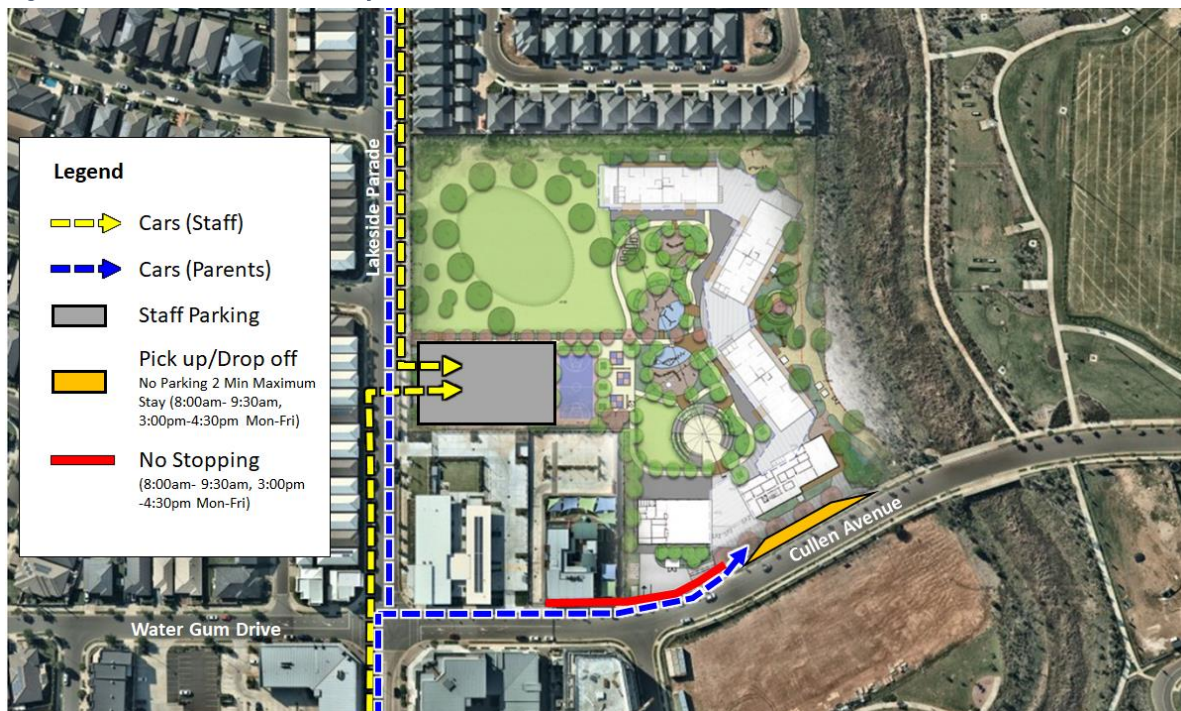 Legend
Cars (Staff)
Cars (Parents)
Staff Parking
Pick up/Drop off
No Parking 2 Min Maximum
Stay (8:00am- 9:30am,
3:00pm-4:30pm Mon-Fri)
No Stopping
(8:00am- 9:30am, 3:00pm
-4:30pm Mon-Fri)
Lakeside Parade
Cullen Avenue
Water Gum Drive